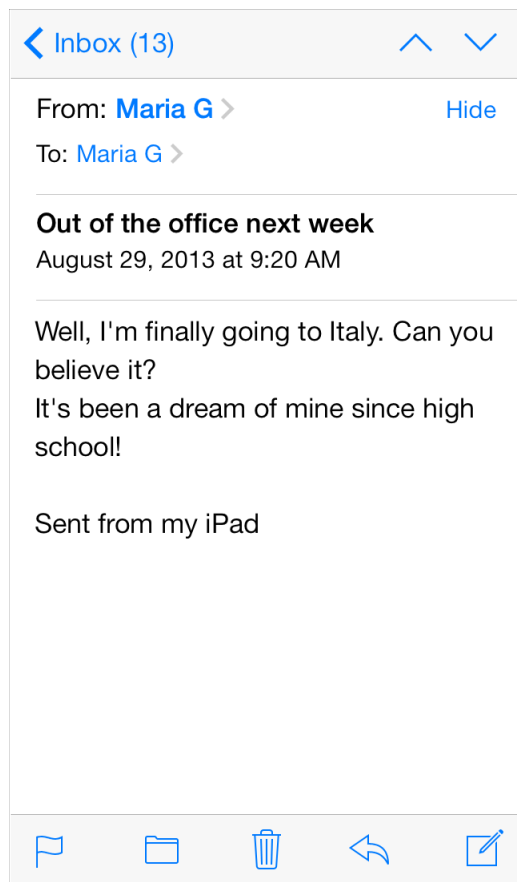 Inbox (13)
From: Maria G
Hide
To: Maria G
Out of the office next week
August 29, 2013 at 9:20 AM
Well, I'm finally going to Italy. Can you
believe it?
It's been a dream of mine since high
school!
Sent from my iPad